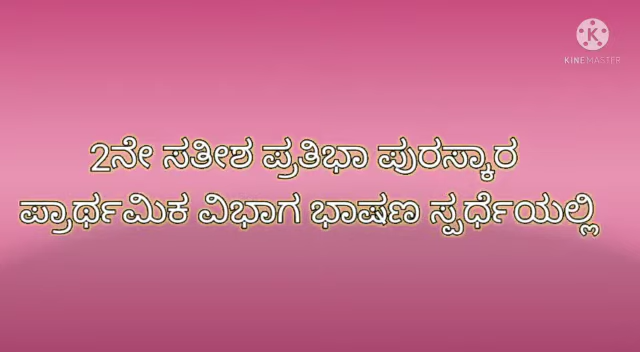 K
KINEMASTER
2ನೇ ಸತೀಶ ಪ್ರತಿಭಾ ಪುರಸ್ಕಾರ
ಪ್ರಾರ್ಥಮಿಕ ವಿಭಾಗ ಭಾಷಣ ಸ್ಪರ್ಧೆಯಲ್ಲಿ